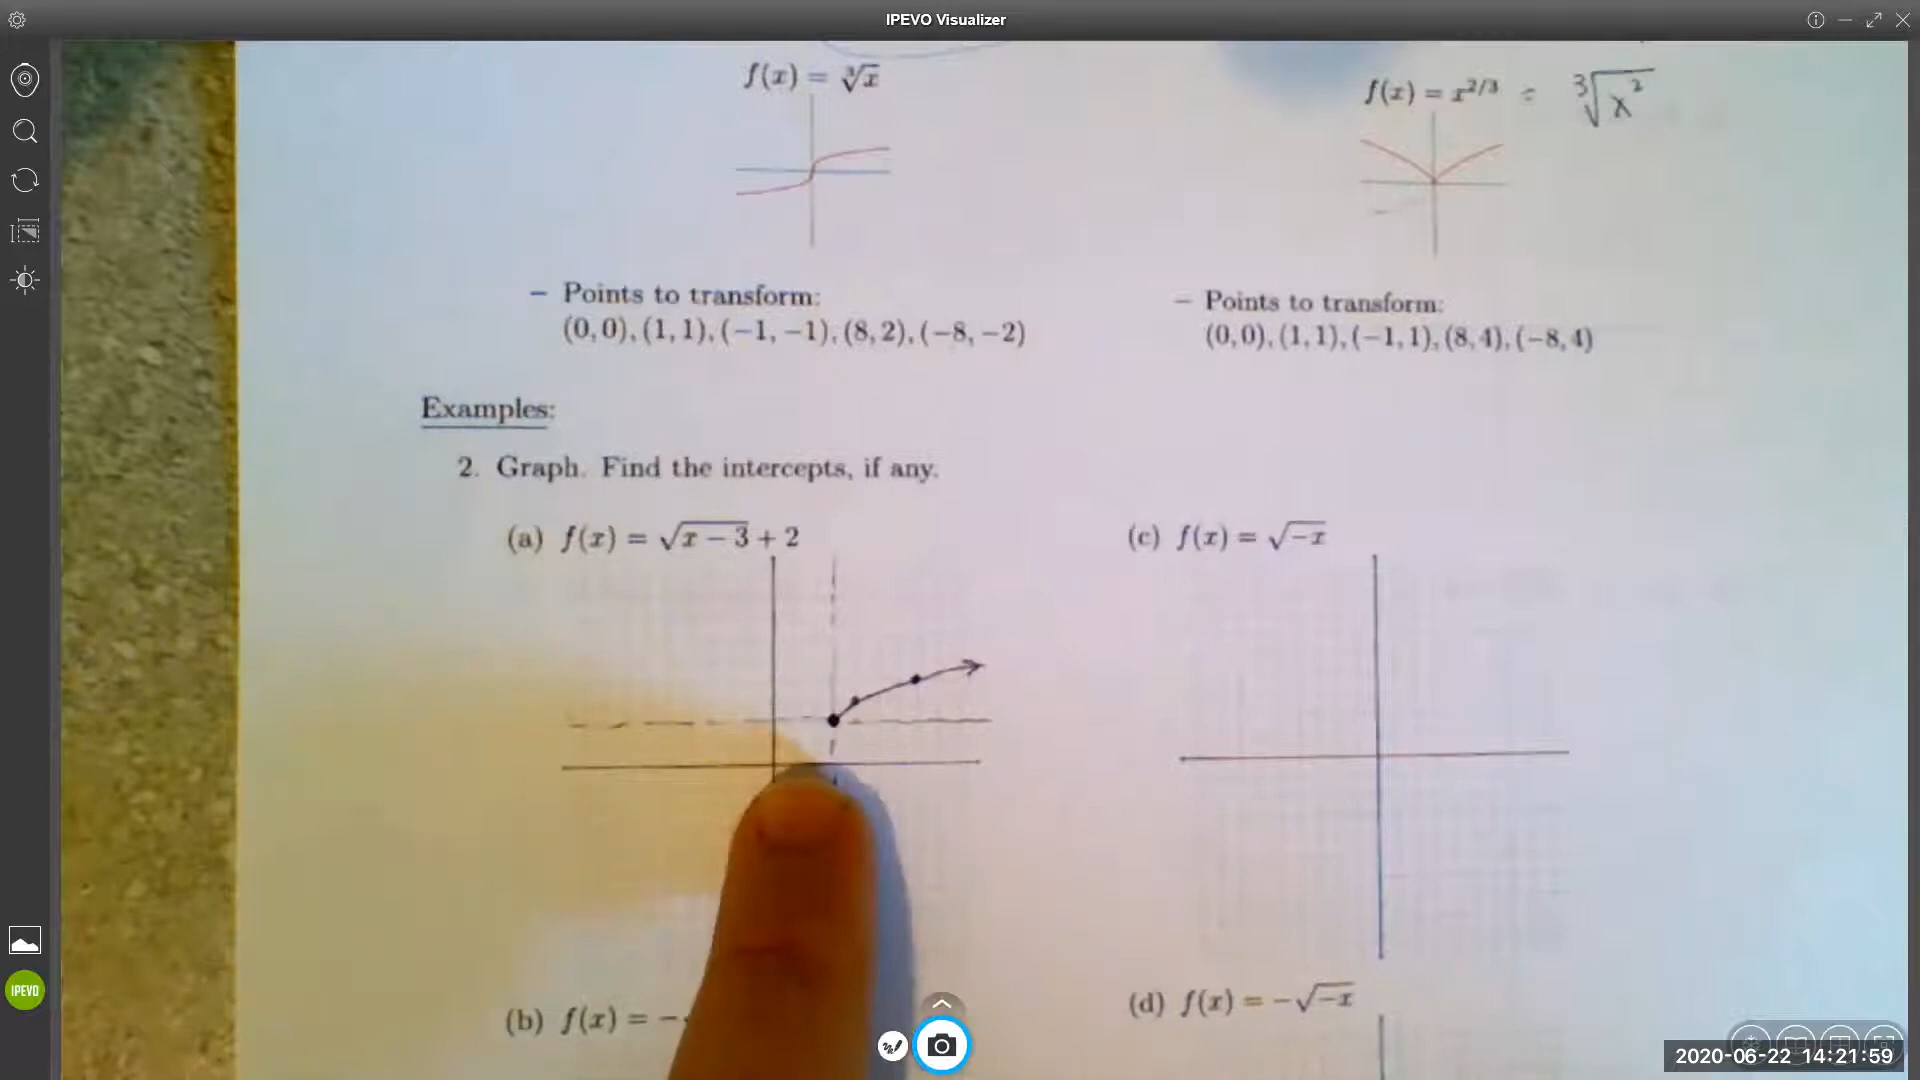 IPEVO Visualizer
f(x) = ∛x
f(x) = x^{2/3} = ∛x²
– Points to transform:
(0, 0), (1, 1), (−1, −1), (8, 2), (−8, −2)
– Points to transform:
(0, 0), (1, 1), (−1, 1), (8, 4), (−8, 4)
Examples:
2. Graph. Find the intercepts, if any.
(a) f(x) = √(x − 3) + 2
(c) f(x) = √−x
(b) f(x) = −
(d) f(x) = −√−x
IPEVO
2020-06-22 14:21:59